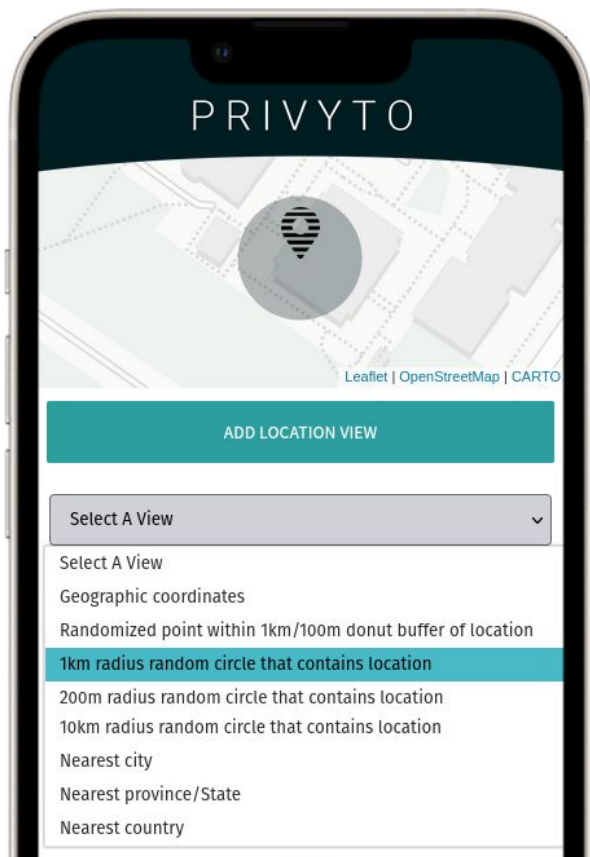 PRIVYTO
Leaflet | OpenStreetMap | CARTO
ADD LOCATION VIEW
Select A View
Select A View
Geographic coordinates
Randomized point within 1km/100m donut buffer of location
1km radius random circle that contains location
200m radius random circle that contains location
10km radius random circle that contains location
Nearest city
Nearest province/State
Nearest country